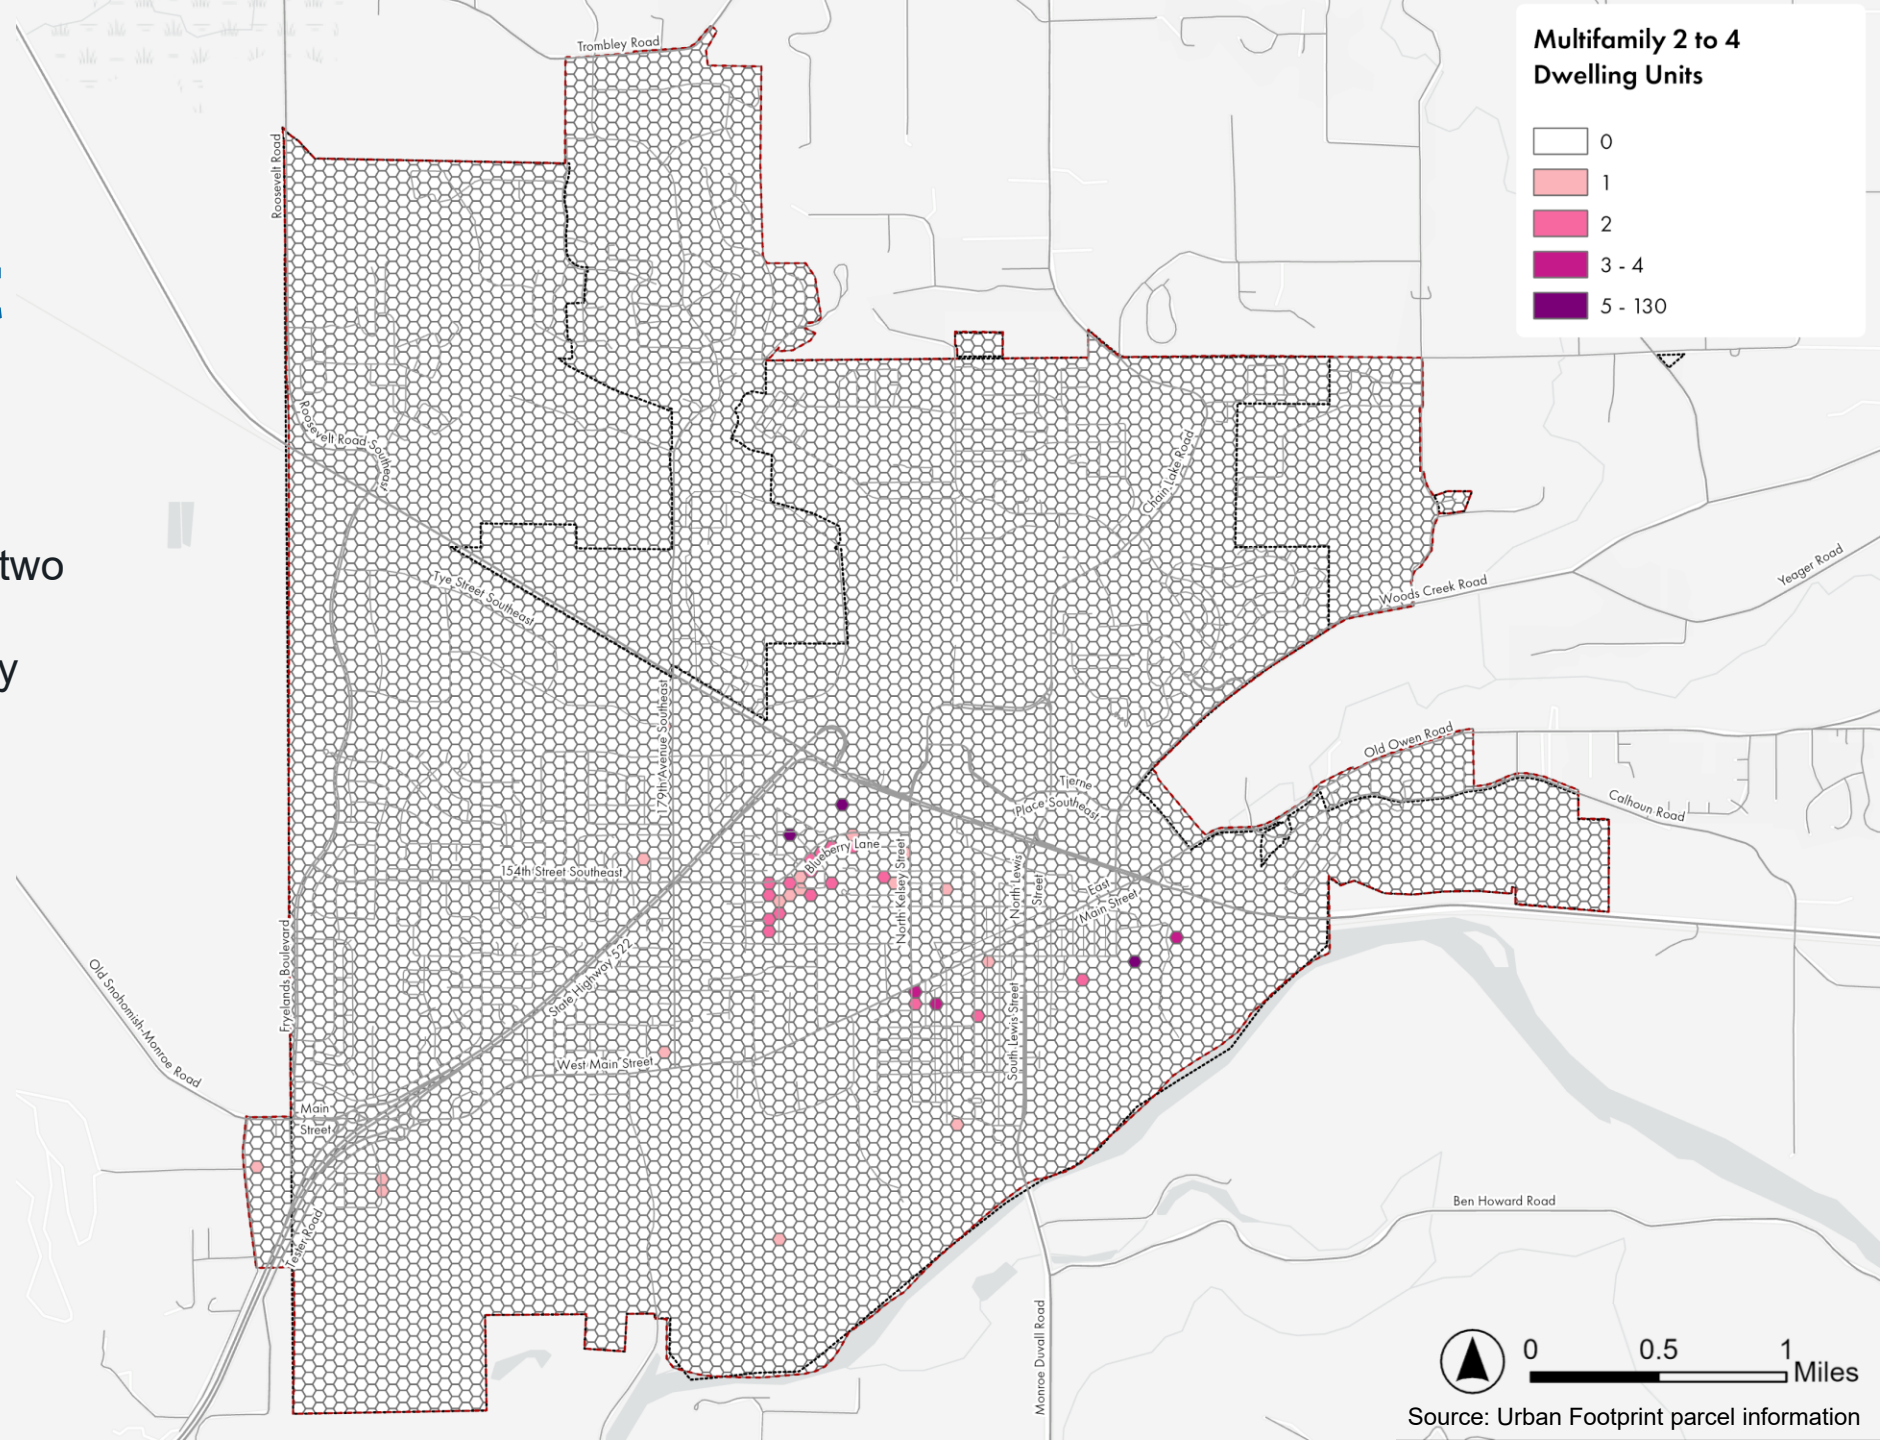 Multifamily 2 to 4
Dwelling Units
0
1
2
3 - 4
5 - 130
Trombley Road
Roosevelt Road
Roosevelt Road Southeast
two
y
Tye Street Southeast
Chain Lake Road
Woods Creek Road
Yeager Road
179th Avenue Southeast
Old Owen Road
Calhoun Road
Tjerne
Place Southeast
Blueberry Lane
154th Street Southeast
North Kelsey Street
North Lewis
Street
East
Main Street
State Highway 522
Fryelands Boulevard
Old Snohomish-Monroe Road
West Main Street
South Lewis Street
Main
Street
Tester Road
Ben Howard Road
Monroe Duvall Road
0 0.5 1
Miles
Source: Urban Footprint parcel information